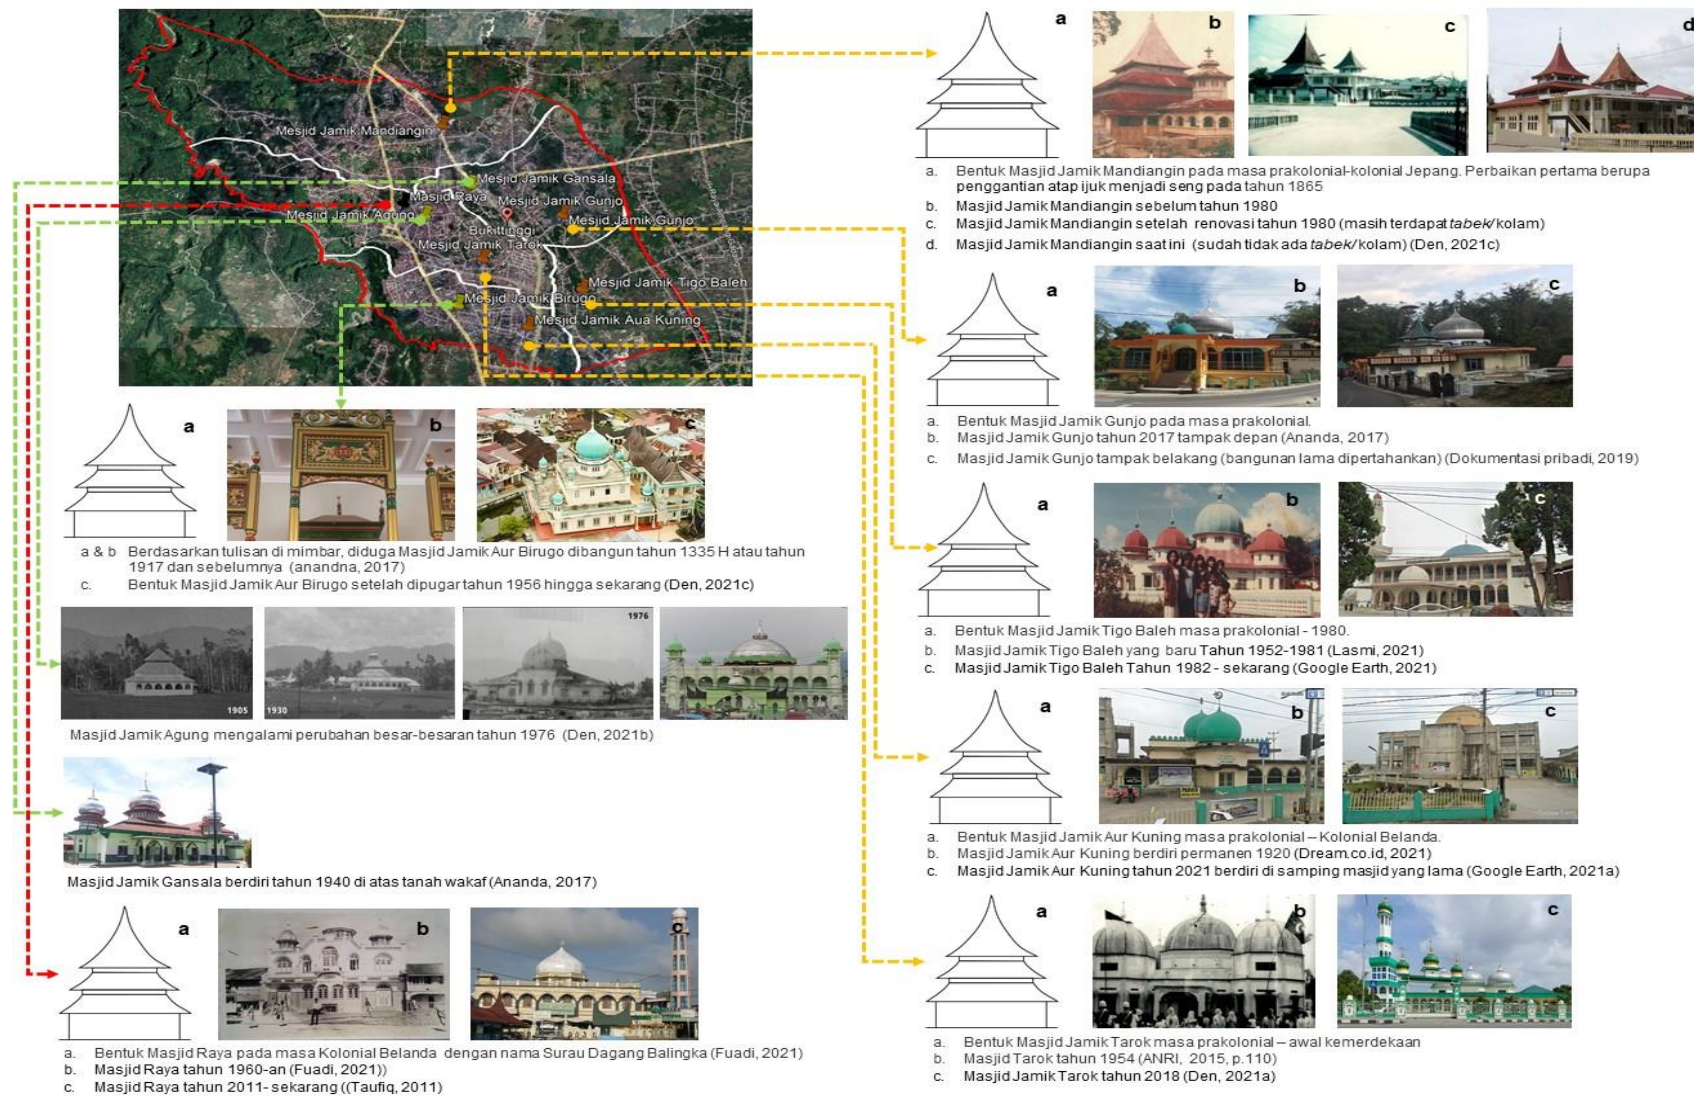 Mesjid Jamik Mandiangin
Mesjid Jamik Gansala
Masjid Raya
Mesjid Jamik Gunjo
Mesjid Jamik Agung
Mesjid Jamik Gunjo
Bukittinggi
Mesjid Jamik Tarok
Mesjid Jamik Tigo Baleh
Mesjid Jamik Birugo
Mesjid Jamik Aua Kuning
a
b
c
d
a. Bentuk Masjid Jamik Mandiangin pada masa prakolonial-kolonial Jepang. Perbaikan pertama berupa
penggantian atap ijuk menjadi seng pada tahun 1865
b. Masjid Jamik Mandiangin sebelum tahun 1980
c. Masjid Jamik Mandiangin setelah renovasi tahun 1980 (masih terdapat tabek/kolam)
d. Masjid Jamik Mandiangin saat ini (sudah tidak ada tabek/kolam) (Den, 2021c)
a
b
c
a. Bentuk Masjid Jamik Gunjo pada masa prakolonial.
b. Masjid Jamik Gunjo tahun 2017 tampak depan (Ananda, 2017)
c. Masjid Jamik Gunjo tampak belakang (bangunan lama dipertahankan) (Dokumentasi pribadi, 2019)
a
b
c
a. Bentuk Masjid Jamik Tigo Baleh masa prakolonial - 1980.
b. Masjid Jamik Tigo Baleh yang baru Tahun 1952-1981 (Lasmi, 2021)
c. Masjid Jamik Tigo Baleh Tahun 1982 - sekarang (Google Earth, 2021)
a
b
c
a. Bentuk Masjid Jamik Aur Kuning masa prakolonial – Kolonial Belanda.
b. Masjid Jamik Aur Kuning berdiri permanen 1920 (Dream.co.id, 2021)
c. Masjid Jamik Aur Kuning tahun 2021 berdiri di samping masjid yang lama (Google Earth, 2021a)
a
b
c
a. Bentuk Masjid Jamik Tarok masa prakolonial – awal kemerdekaan
b. Masjid Tarok tahun 1954 (ANRI, 2015, p.110)
c. Masjid Jamik Tarok tahun 2018 (Den, 2021a)
a
b
c
a & b Berdasarkan tulisan di mimbar, diduga Masjid Jamik Aur Birugo dibangun tahun 1335 H atau tahun
1917 dan sebelumnya (anandna, 2017)
c. Bentuk Masjid Jamik Aur Birugo setelah dipugar tahun 1956 hingga sekarang (Den, 2021c)
1905
1930
1976
Masjid Jamik Agung mengalami perubahan besar-besaran tahun 1976 (Den, 2021b)
Masjid Jamik Gansala berdiri tahun 1940 di atas tanah wakaf (Ananda, 2017)
a
b
c
a. Bentuk Masjid Raya pada masa Kolonial Belanda dengan nama Surau Dagang Balingka (Fuadi, 2021)
b. Masjid Raya tahun 1960-an (Fuadi, 2021))
c. Masjid Raya tahun 2011- sekarang ((Taufiq, 2011)